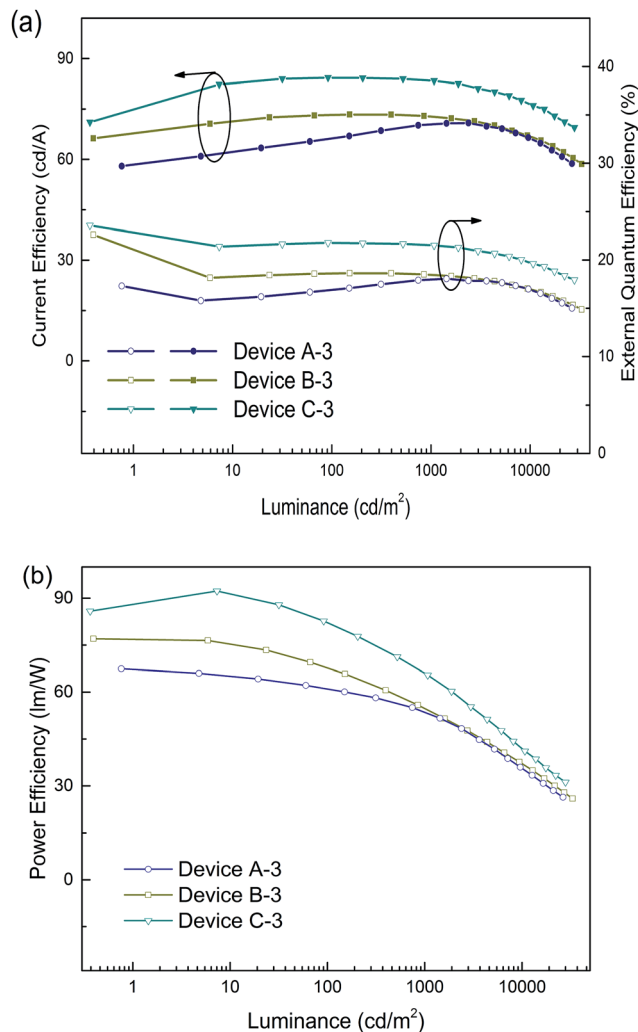 (a)
Current Efficiency (cd/A)
90
60
30
0
External Quantum Efficiency (%)
40
30
20
10
0
Device A-3
Device B-3
Device C-3
1 10 100 1000 10000
Luminance (cd/m²)
(b)
Power Efficiency (lm/W)
90
60
30
0
Device A-3
Device B-3
Device C-3
1 10 100 1000 10000
Luminance (cd/m²)